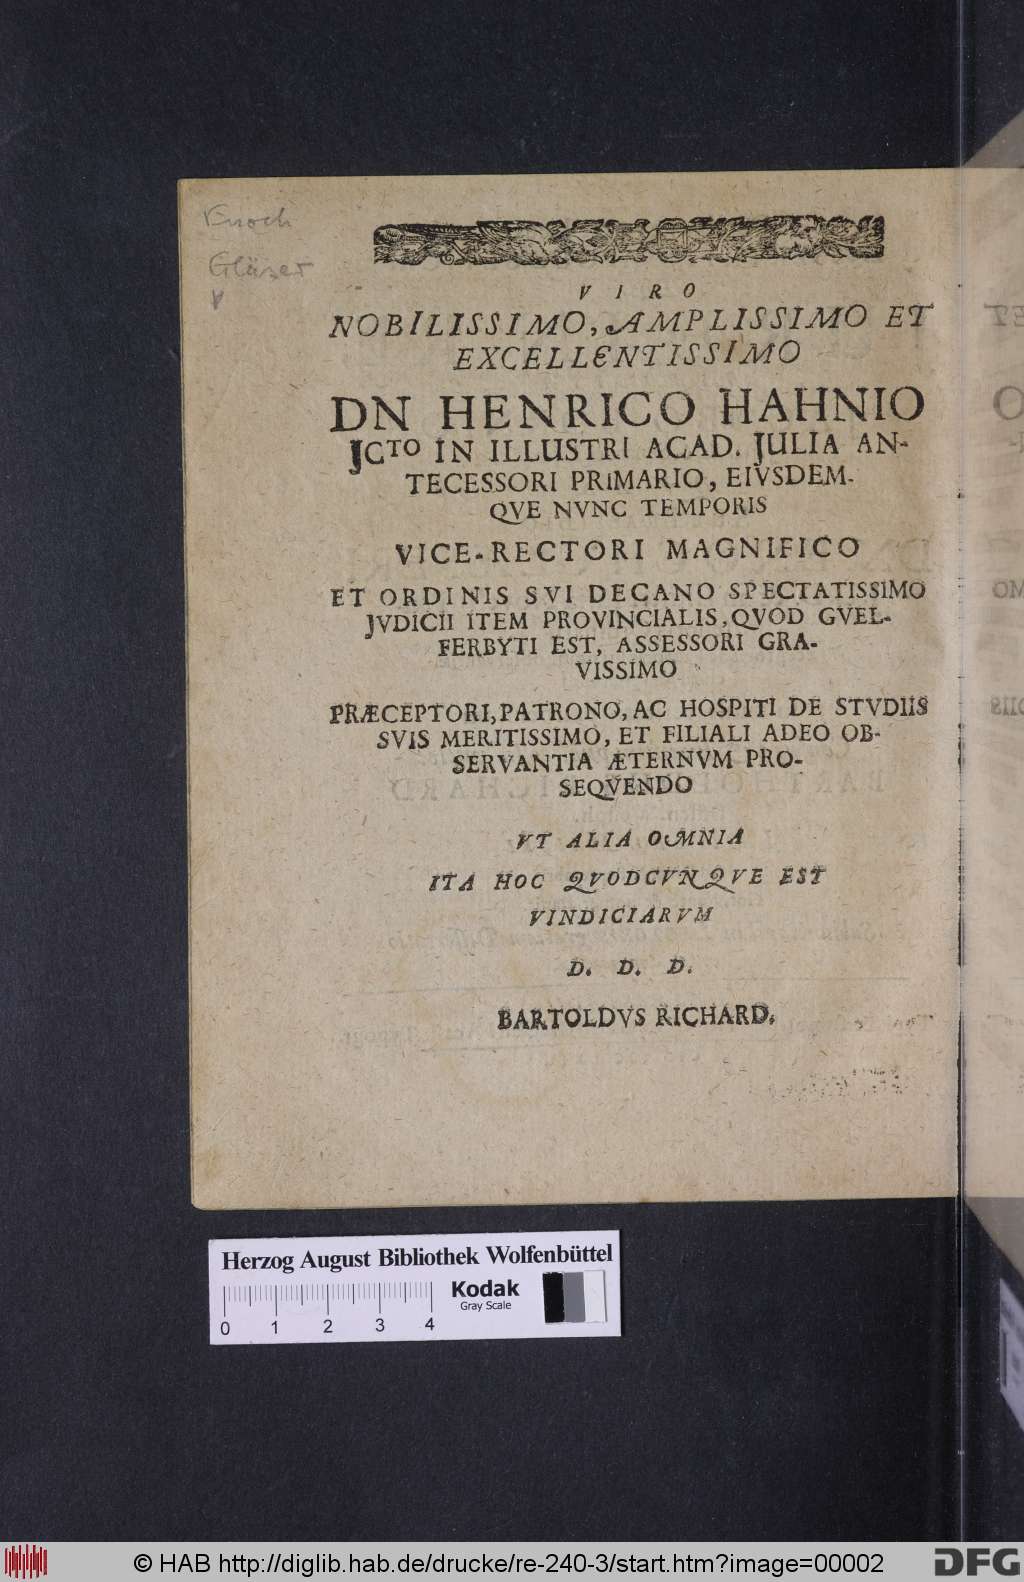 Enoch
Gläser
V I R O
NOBILISSIMO, AMPLISSIMO ET
EXCELLENTISSIMO
DN HENRICO HAHNIO
JCTO IN ILLUSTRI ACAD. JULIA AN-
TECESSORI PRIMARIO, EIVSDEM-
QVE NVNC TEMPORIS
VICE-RECTORI MAGNIFICO
ET ORDINIS SVI DECANO SPECTATISSIMO
JVDICII ITEM PROVINCIALIS, QVOD GVEL-
FERBYTI EST, ASSESSORI GRA-
VISSIMO
PRÆCEPTORI, PATRONO, AC HOSPITI DE STVDIIS
SVIS MERITISSIMO, ET FILIALI ADEO OB-
SERVANTIA ÆTERNVM PRO-
SEQVENDO
VT ALIA OMNIA
ITA HOC QVODCVNQVE EST
VINDICIARVM
D. D. D.
BARTOLDVS RICHARD.
Herzog August Bibliothek Wolfenbüttel
Kodak
Gray Scale
0 1 2 3 4
© HAB http://diglib.hab.de/drucke/re-240-3/start.htm?image=00002
DFG